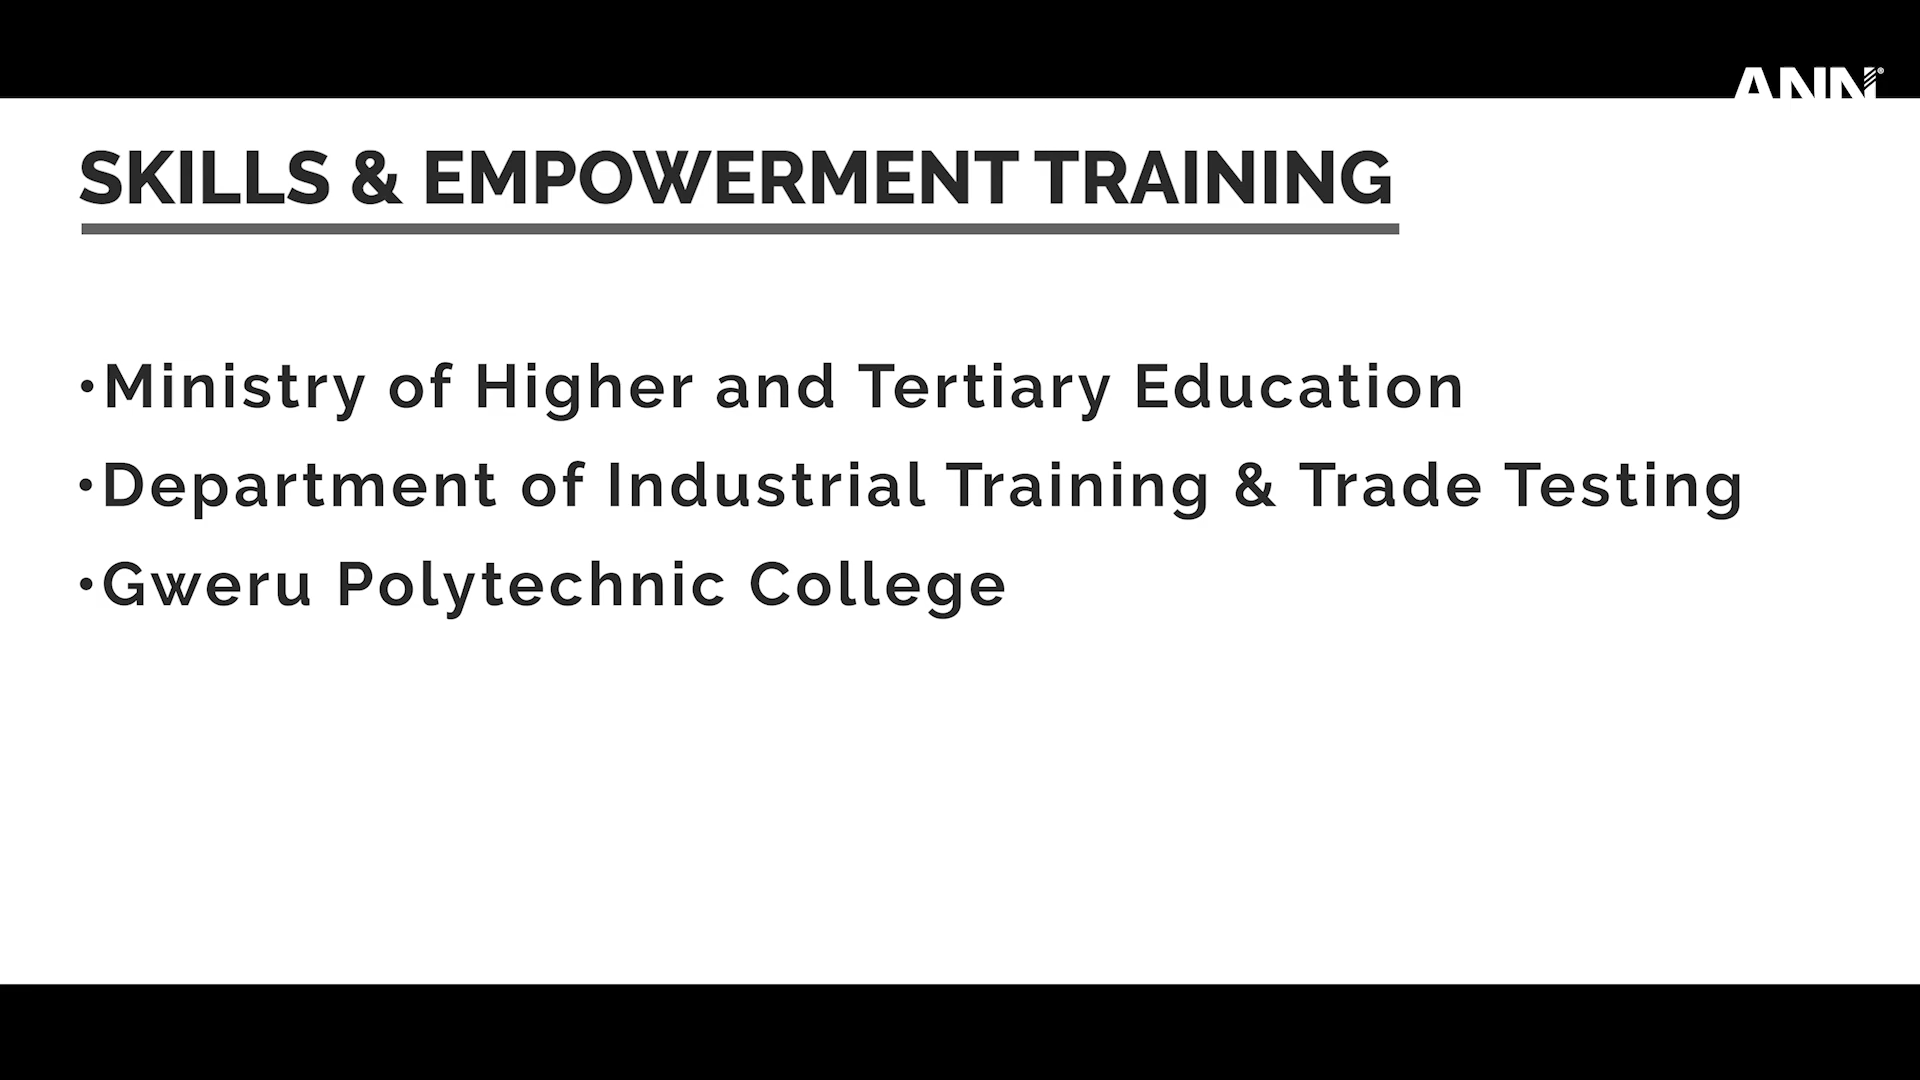 ANN®
SKILLS & EMPOWERMENT TRAINING
•Ministry of Higher and Tertiary Education
•Department of Industrial Training & Trade Testing
•Gweru Polytechnic College